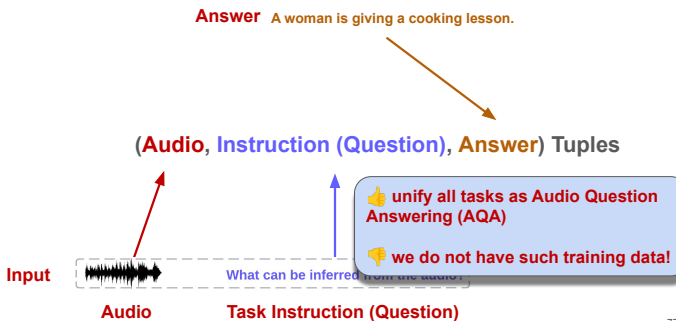 Answer A woman is giving a cooking lesson.
(Audio, Instruction (Question), Answer) Tuples
👍 unify all tasks as Audio Question
Answering (AQA)
👎 we do not have such training data!
Input
What can be inferred from the audio?
Audio
Task Instruction (Question)